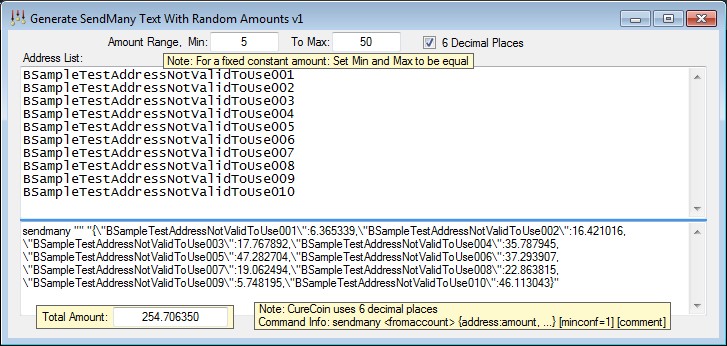 Generate SendMany Text With Random Amounts v1
Amount Range, Min: 5 To Max: 50 6 Decimal Places
Note: For a fixed constant amount: Set Min and Max to be equal
Address List:
BSampleTestAddressNotValidToUse001
BSampleTestAddressNotValidToUse002
BSampleTestAddressNotValidToUse003
BSampleTestAddressNotValidToUse004
BSampleTestAddressNotValidToUse005
BSampleTestAddressNotValidToUse006
BSampleTestAddressNotValidToUse007
BSampleTestAddressNotValidToUse008
BSampleTestAddressNotValidToUse009
BSampleTestAddressNotValidToUse010
sendmany "" "{\"BSampleTestAddressNotValidToUse001\":6.365339,\"BSampleTestAddressNotValidToUse002\":16.421016,
\"BSampleTestAddressNotValidToUse003\":17.767892,\"BSampleTestAddressNotValidToUse004\":35.787945,
\"BSampleTestAddressNotValidToUse005\":47.282704,\"BSampleTestAddressNotValidToUse006\":37.293907,
\"BSampleTestAddressNotValidToUse007\":19.062494,\"BSampleTestAddressNotValidToUse008\":22.863815,
\"BSampleTestAddressNotValidToUse009\":5.748195,\"BSampleTestAddressNotValidToUse010\":46.113043}"
Total Amount: 254.706350
Note: CureCoin uses 6 decimal places
Command Info: sendmany <fromaccount> {address:amount, ...} [minconf=1] [comment]